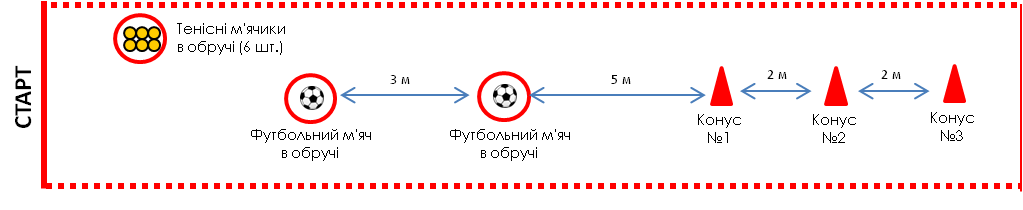 СТАРТ
Тенісні м'ячики
в обручі (6 шт.)
3 м
5 м
2 м
2 м
Футбольний м'яч
в обручі
Футбольний м'яч
в обручі
Конус
№1
Конус
№2
Конус
№3